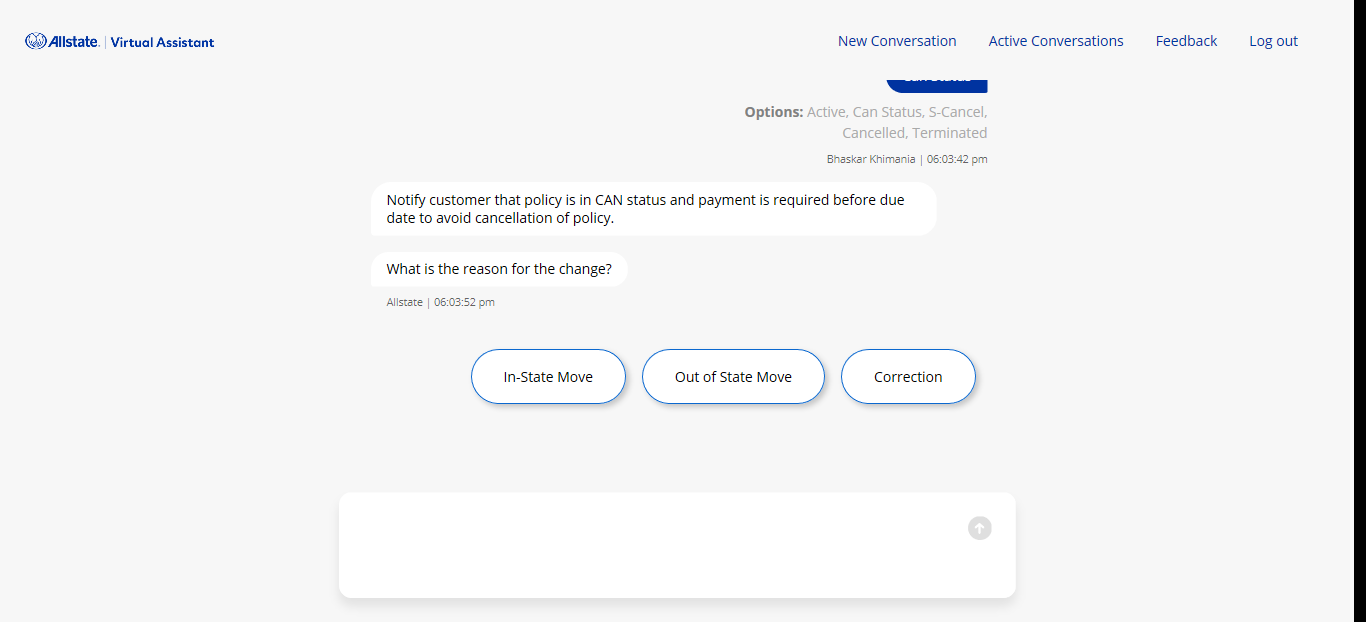 Allstate. | Virtual Assistant
New Conversation Active Conversations Feedback Log out
Options: Active, Can Status, S-Cancel,
Cancelled, Terminated
Bhaskar Khimania | 06:03:42 pm
Notify customer that policy is in CAN status and payment is required before due
date to avoid cancellation of policy.
What is the reason for the change?
Allstate | 06:03:52 pm
In-State Move
Out of State Move
Correction